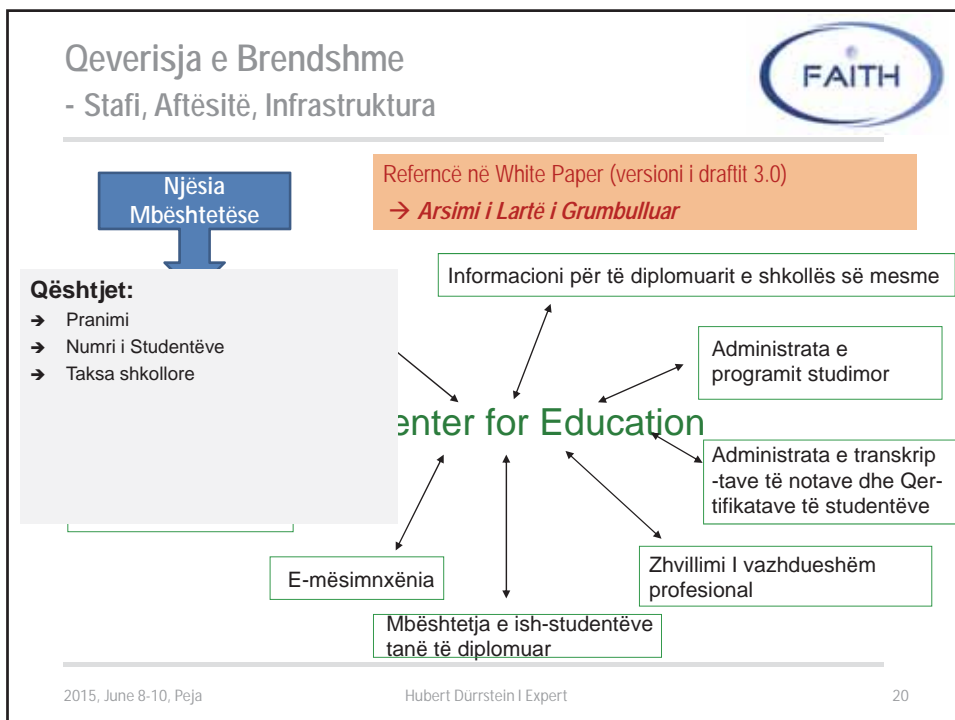 Qeverisja e Brendshme
- Stafi, Aftësitë, Infrastruktura
FAITH
Njësia
Mbështetëse
Referncë në White Paper (versioni i draftit 3.0)
→ Arsimi i Lartë i Grumbulluar
Informacioni për të diplomuarit e shkollës së mesme
Qështjet:
→ Pranimi
→ Numri i Studentëve
→ Taksa shkollore
Administrata e
programit studimor
enter for Education
Administrata e transkrip
-tave të notave dhe Qer-
tifikatave të studentëve
E-mësimnxënia
Zhvillimi I vazhdueshëm
profesional
Mbështetja e ish-studentëve
tanë të diplomuar
2015, June 8-10, Peja
Hubert Dürrstein I Expert
20